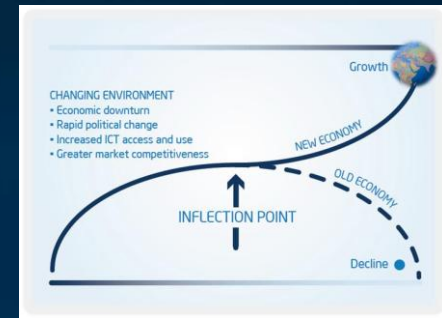 Growth
CHANGING ENVIRONMENT
• Economic downturn
• Rapid political change
• Increased ICT access and use
• Greater market competitiveness
NEW ECONOMY
OLD ECONOMY
INFLECTION POINT
Decline